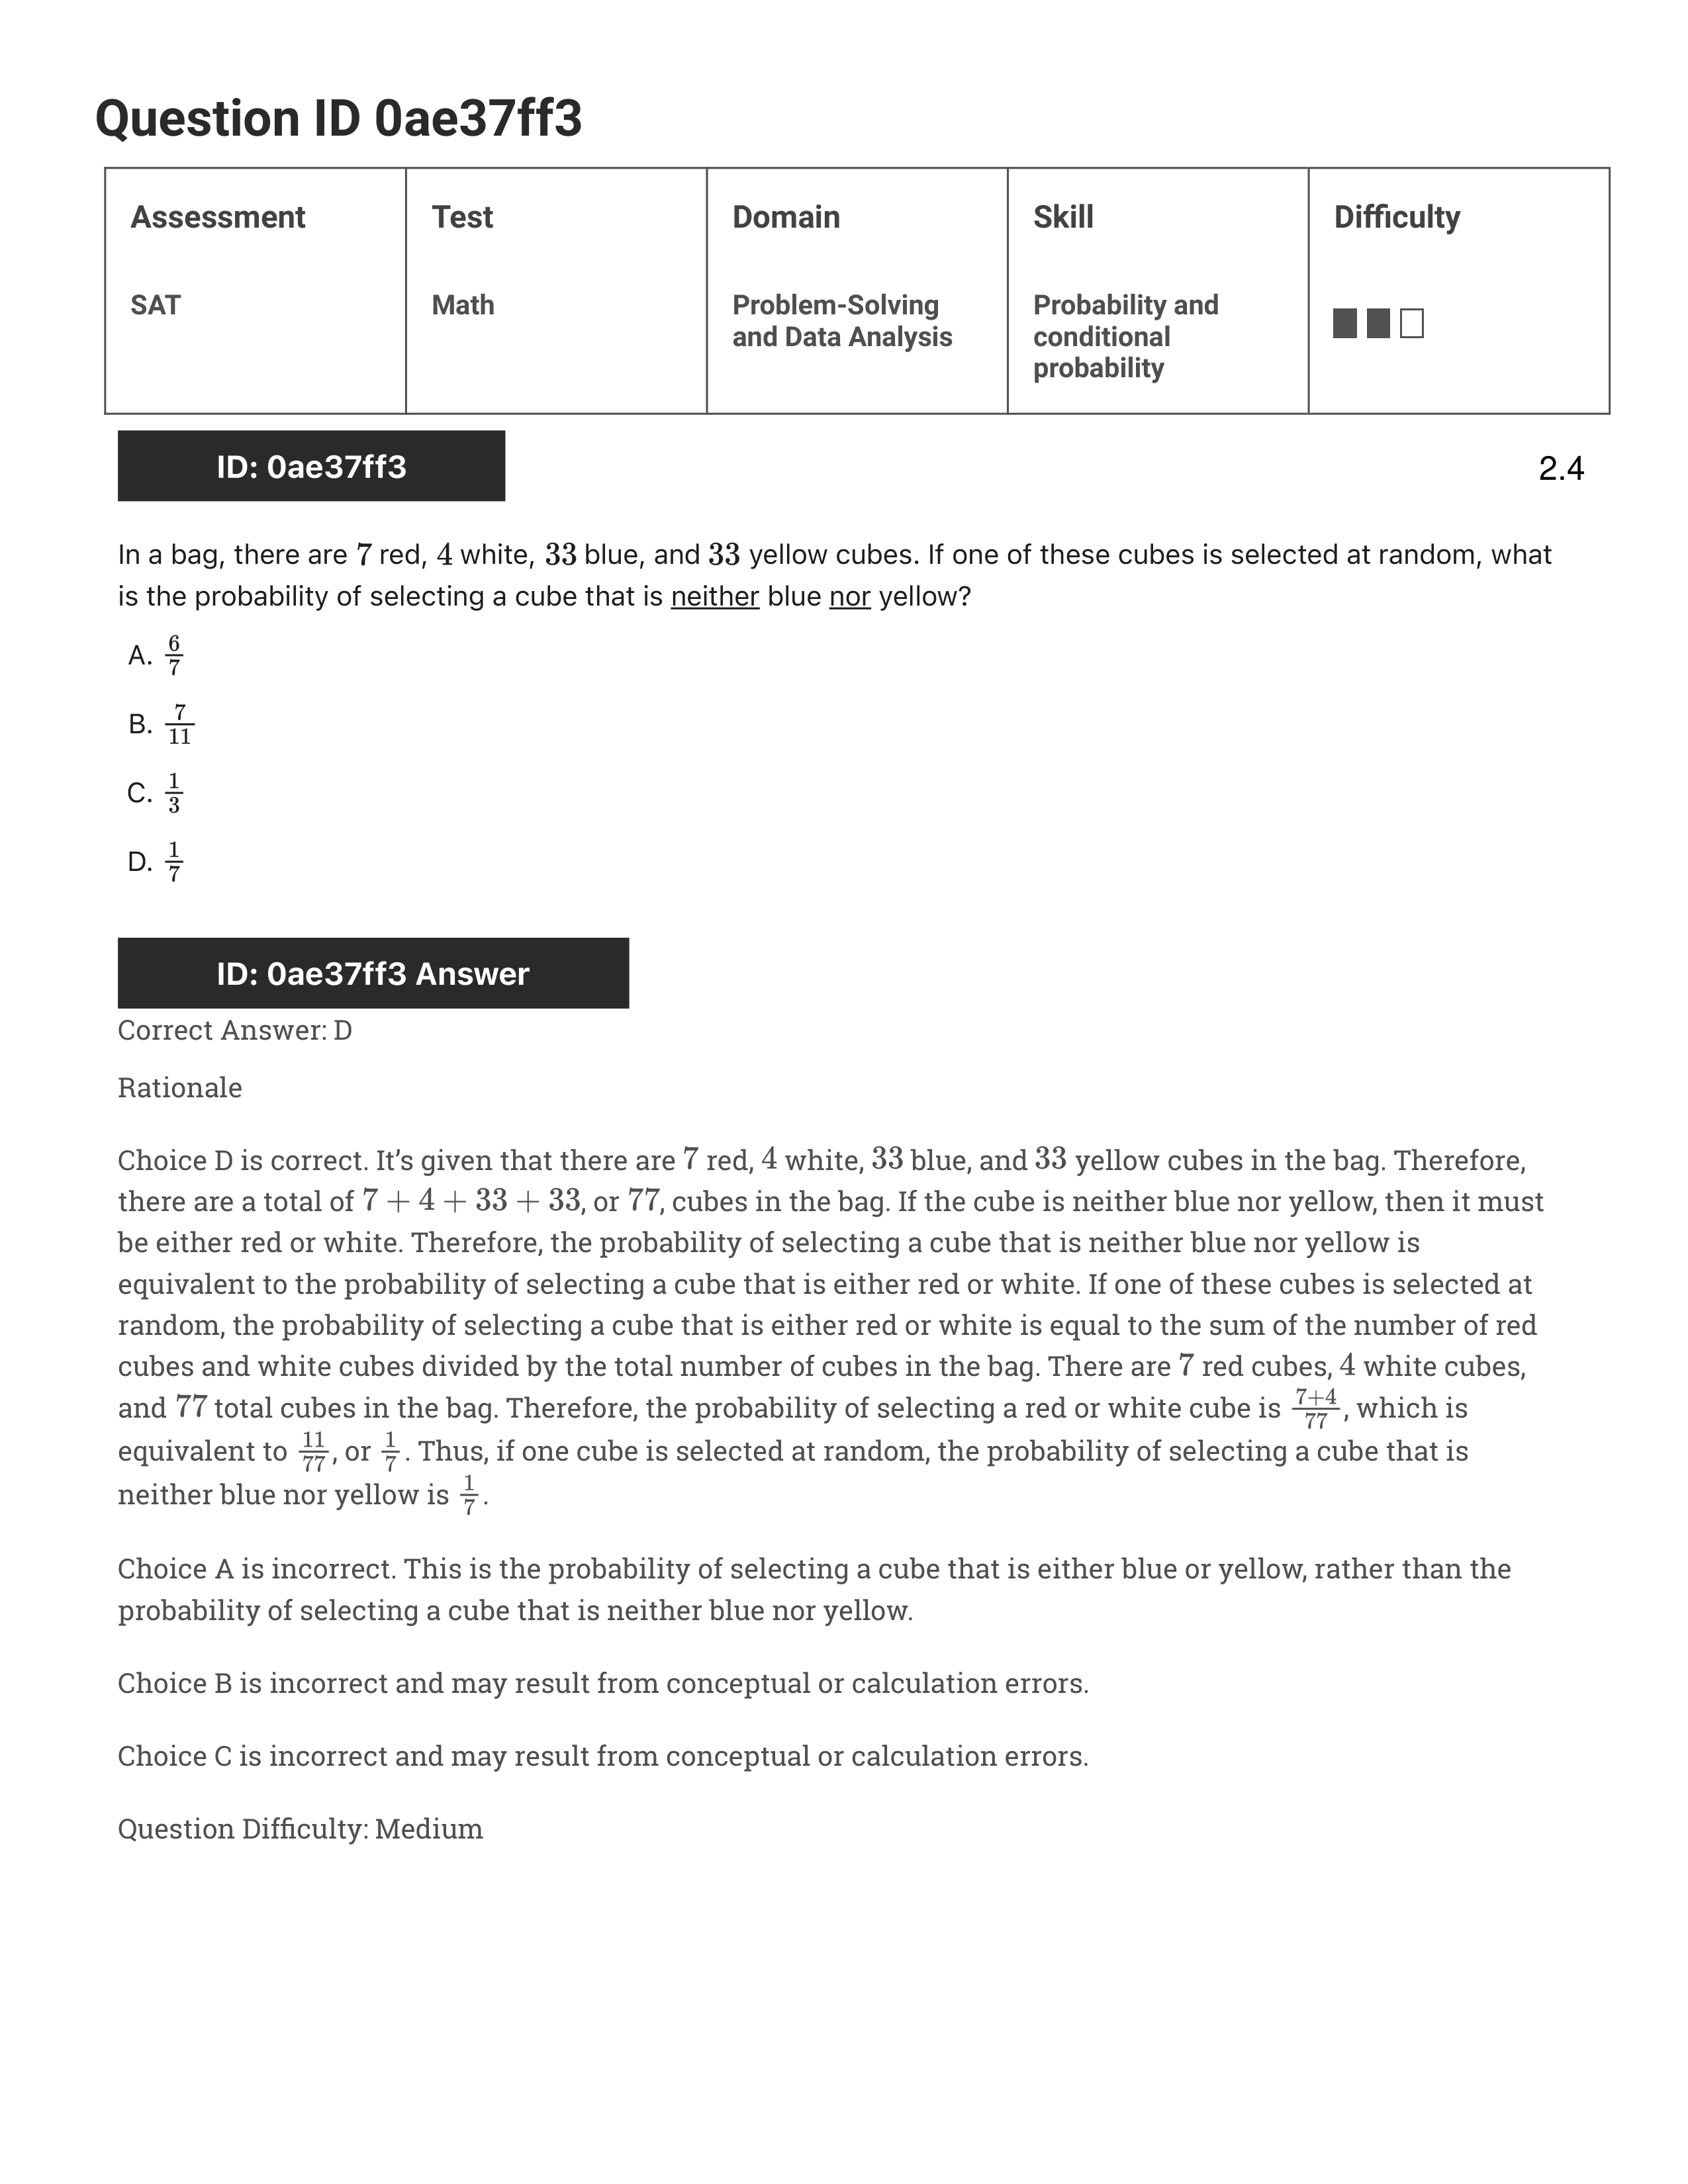 Question ID 0ae37ff3
Assessment
Test
Domain
Skill
Difficulty
SAT
Math
Problem-Solving
and Data Analysis
Probability and
conditional
probability
ID: 0ae37ff3
2.4
In a bag, there are 7 red, 4 white, 33 blue, and 33 yellow cubes. If one of these cubes is selected at random, what
is the probability of selecting a cube that is neither blue nor yellow?
A. 6/7
B. 7/11
C. 1/3
D. 1/7
ID: 0ae37ff3 Answer
Correct Answer: D
Rationale
Choice D is correct. It’s given that there are 7 red, 4 white, 33 blue, and 33 yellow cubes in the bag. Therefore,
there are a total of 7 + 4 + 33 + 33, or 77, cubes in the bag. If the cube is neither blue nor yellow, then it must
be either red or white. Therefore, the probability of selecting a cube that is neither blue nor yellow is
equivalent to the probability of selecting a cube that is either red or white. If one of these cubes is selected at
random, the probability of selecting a cube that is either red or white is equal to the sum of the number of red
cubes and white cubes divided by the total number of cubes in the bag. There are 7 red cubes, 4 white cubes,
and 77 total cubes in the bag. Therefore, the probability of selecting a red or white cube is 7+4/77, which is
equivalent to 11/77, or 1/7. Thus, if one cube is selected at random, the probability of selecting a cube that is
neither blue nor yellow is 1/7.
Choice A is incorrect. This is the probability of selecting a cube that is either blue or yellow, rather than the
probability of selecting a cube that is neither blue nor yellow.
Choice B is incorrect and may result from conceptual or calculation errors.
Choice C is incorrect and may result from conceptual or calculation errors.
Question Difficulty: Medium